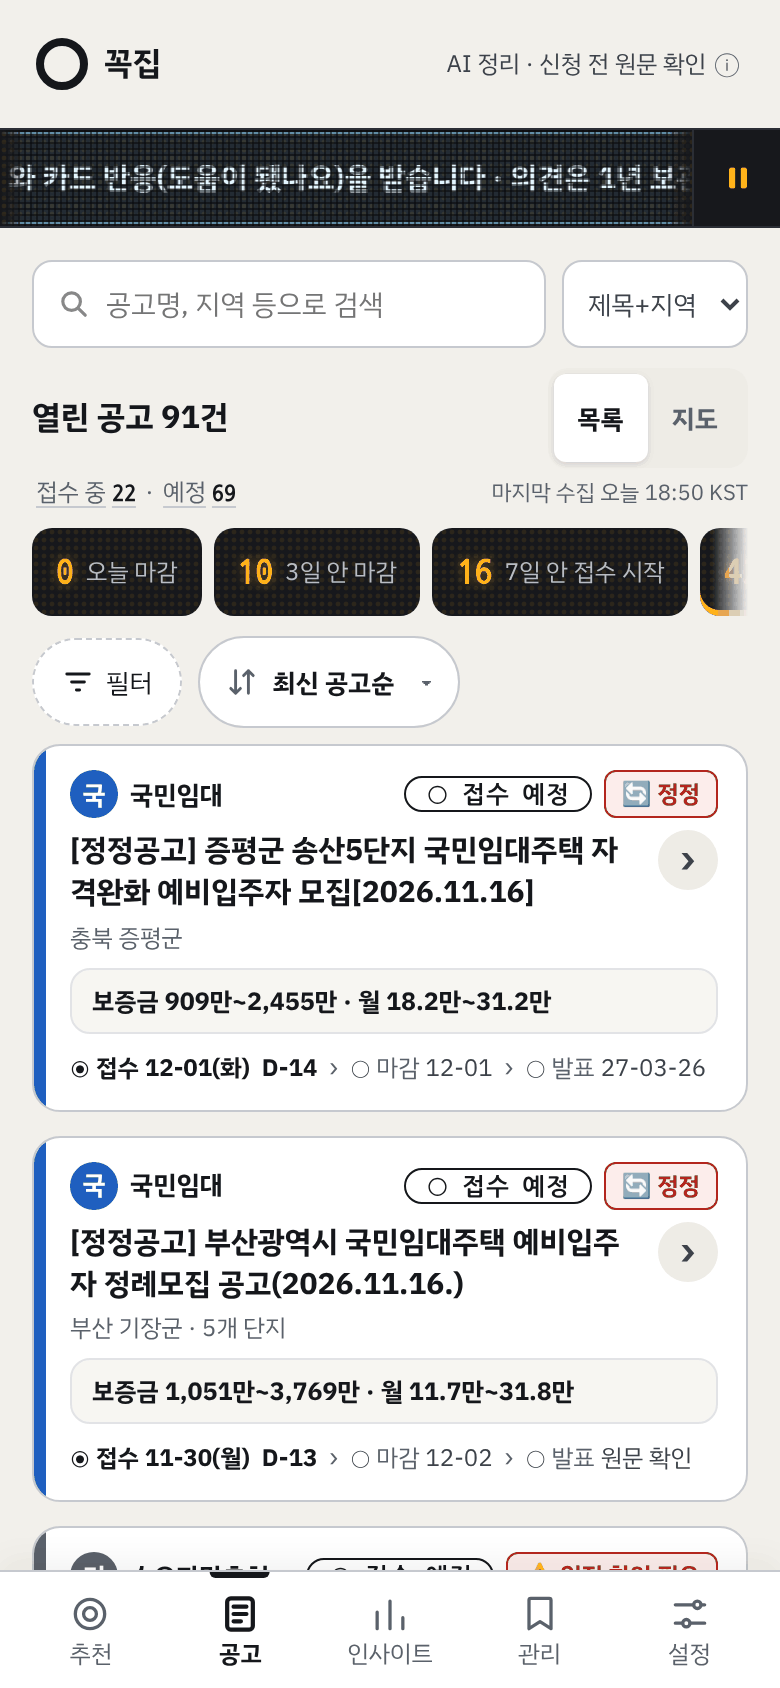 꼭집
AI 정리 · 신청 전 원문 확인 ⓘ
와 카드 반응(도움이 됐나요)을 받습니다 · 의견은 1년 보관
공고명, 지역 등으로 검색
제목+지역
열린 공고 91건
목록
지도
접수 중 22 · 예정 69
마지막 수집 오늘 18:50 KST
0 오늘 마감
10 3일 안 마감
16 7일 안 접수 시작
4
필터
최신 공고순
국 국민임대
○ 접수 예정
정정
[정정공고] 증평군 송산5단지 국민임대주택 자
격완화 예비입주자 모집[2026.11.16]
충북 증평군
보증금 909만~2,455만 · 월 18.2만~31.2만
◉ 접수 12-01(화) D-14 › ○ 마감 12-01 › ○ 발표 27-03-26
국 국민임대
○ 접수 예정
정정
[정정공고] 부산광역시 국민임대주택 예비입주
자 정례모집 공고(2026.11.16.)
부산 기장군 · 5개 단지
보증금 1,051만~3,769만 · 월 11.7만~31.8만
◉ 접수 11-30(월) D-13 › ○ 마감 12-02 › ○ 발표 원문 확인
추천
공고
인사이트
관리
설정